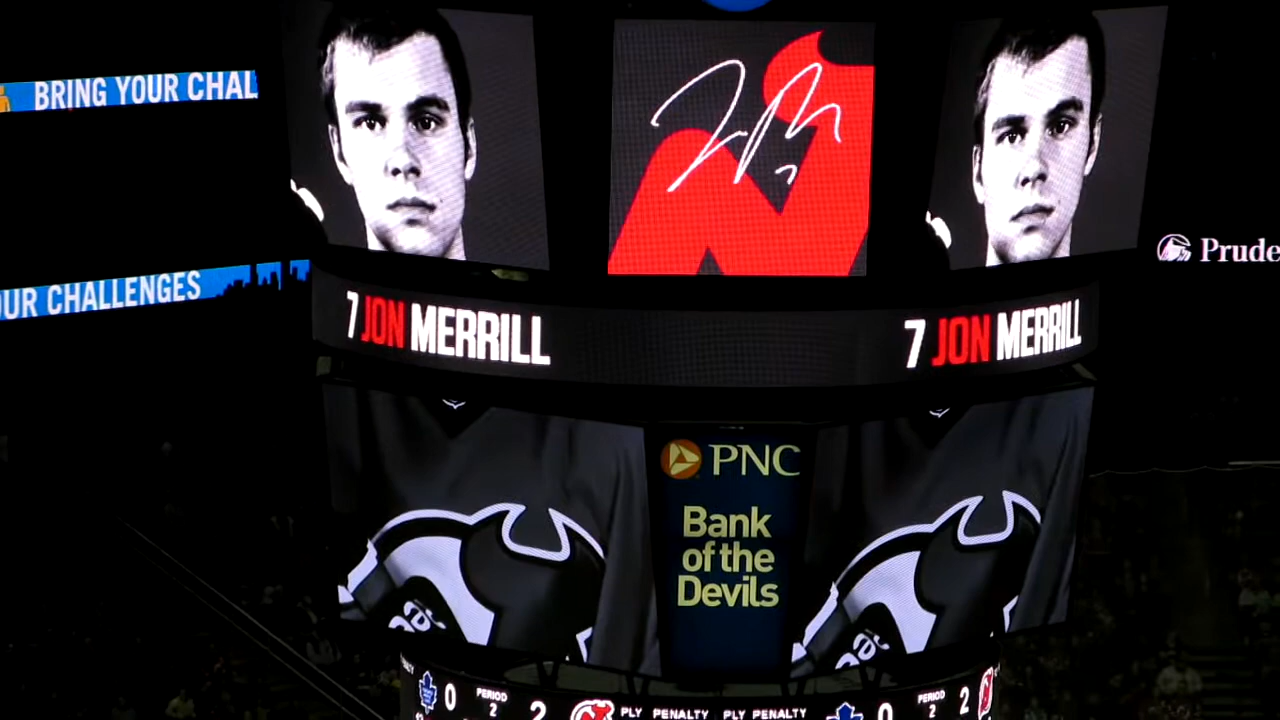 BRING YOUR CHAL
OUR CHALLENGES
Prude
7 JON MERRILL
7 JON MERRILL
PNC
Bank
of the
Devils
0 PERIOD 2 2 PLY PENALTY PLY PENALTY 0 PERIOD 2 2